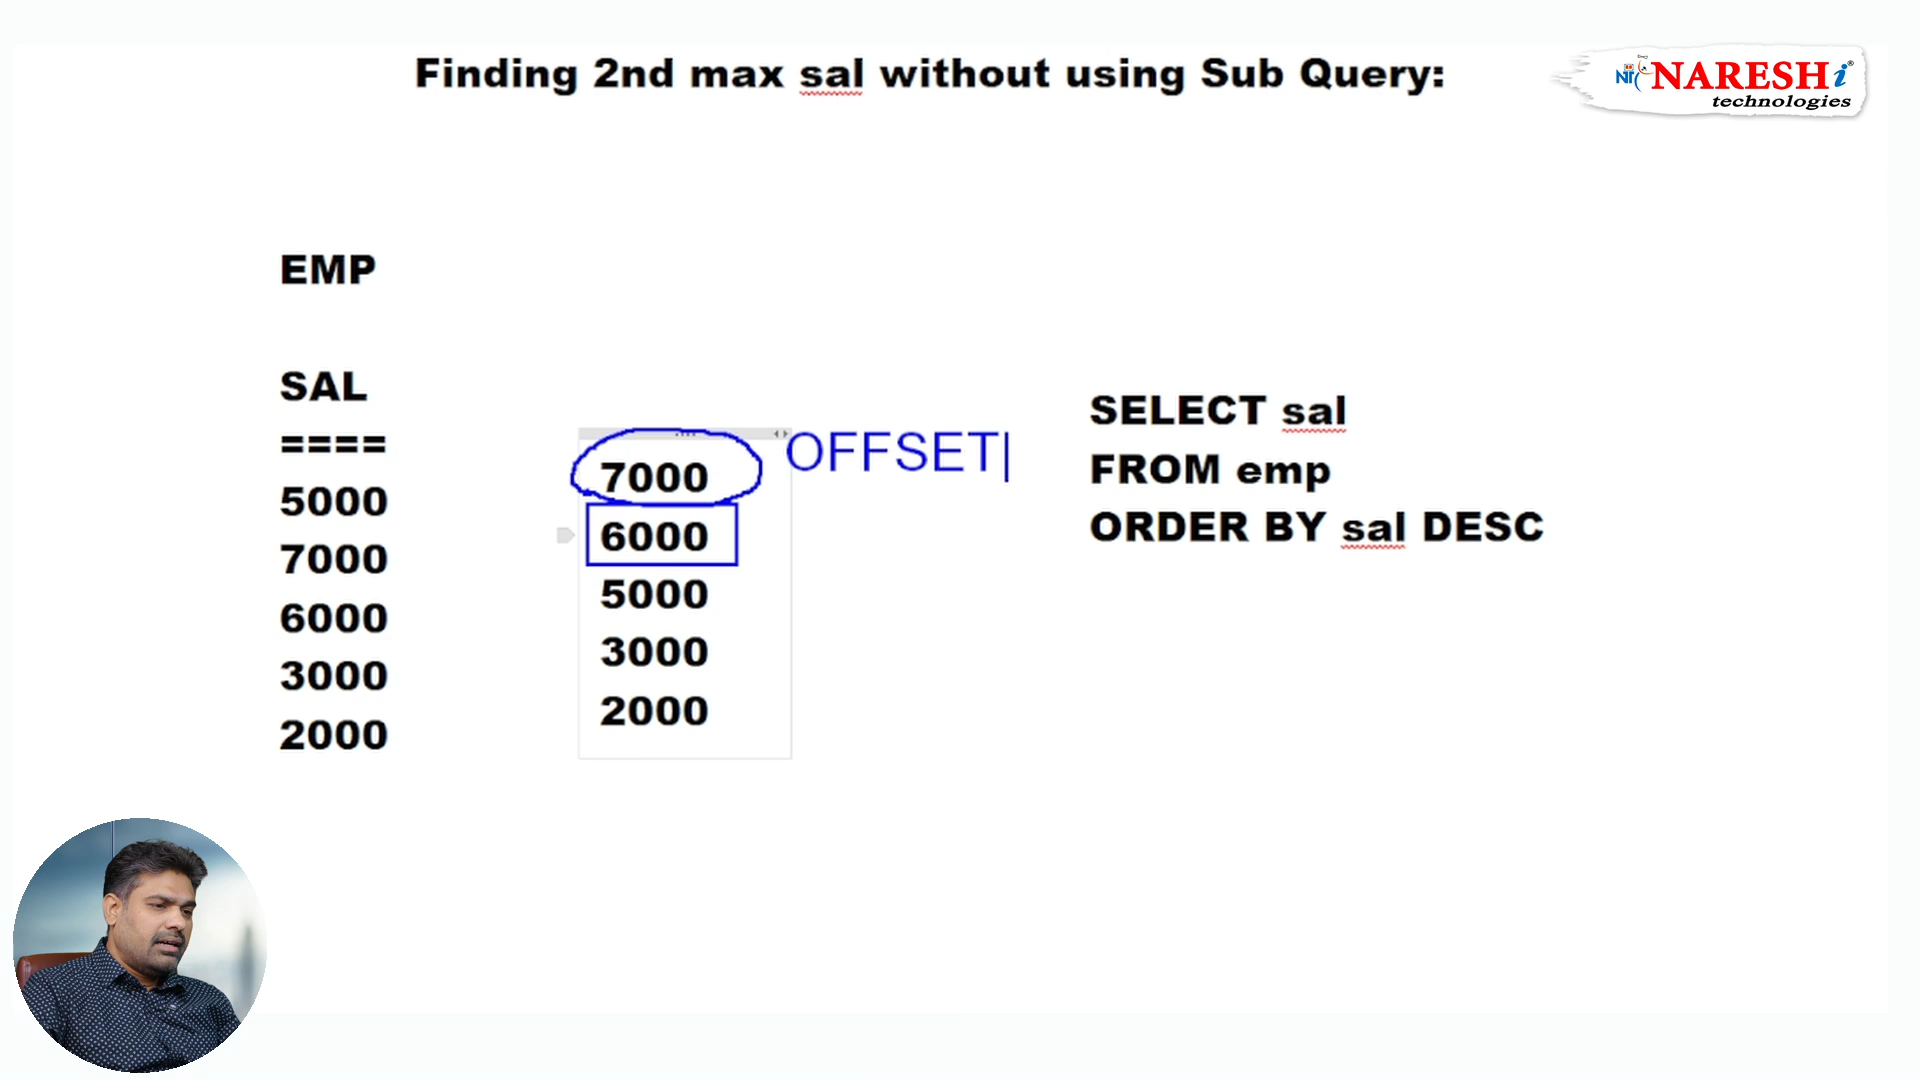 Finding 2nd max sal without using Sub Query:
NARESH i
technologies
EMP
SAL
====
5000
7000
6000
3000
2000
7000
6000
5000
3000
2000
OFFSET
SELECT sal
FROM emp
ORDER BY sal DESC